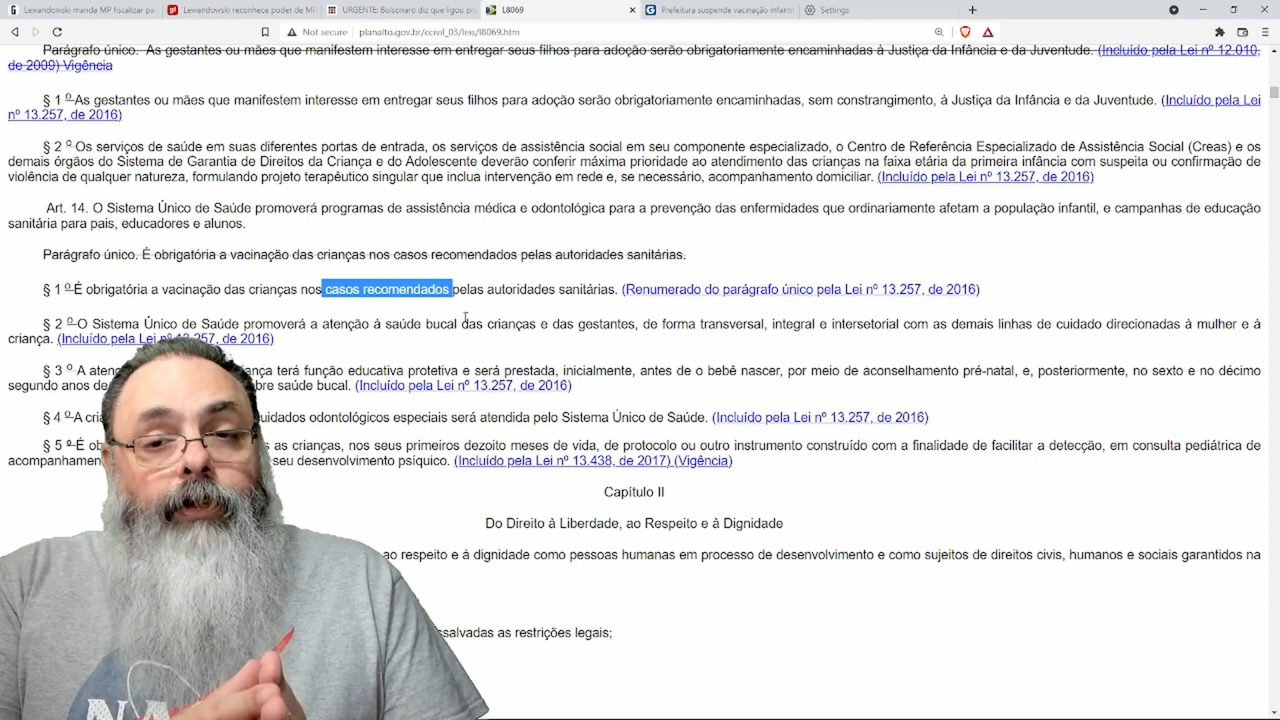 Lewandowski manda MP fiscalizar pa
Lewandowski reconhece poder de MP
URGENTE: Bolsonaro diz que ligou pr
L8069
Prefeitura suspende vacinação infanti
Settings
Not secure
planalto.gov.br/ccivil_03/leis/l8069.htm
Parágrafo único. As gestantes ou mães que manifestem interesse em entregar seus filhos para adoção serão obrigatoriamente encaminhadas à Justiça da Infância e da Juventude. (Incluído pela Lei nº 12.010,
de 2009) Vigência
§ 1 º As gestantes ou mães que manifestem interesse em entregar seus filhos para adoção serão obrigatoriamente encaminhadas, sem constrangimento, à Justiça da Infância e da Juventude. (Incluído pela Lei
nº 13.257, de 2016)
§ 2 º Os serviços de saúde em suas diferentes portas de entrada, os serviços de assistência social em seu componente especializado, o Centro de Referência Especializado de Assistência Social (Creas) e os
demais órgãos do Sistema de Garantia de Direitos da Criança e do Adolescente deverão conferir máxima prioridade ao atendimento das crianças na faixa etária da primeira infância com suspeita ou confirmação de
violência de qualquer natureza, formulando projeto terapêutico singular que inclua intervenção em rede e, se necessário, acompanhamento domiciliar. (Incluído pela Lei nº 13.257, de 2016)
Art. 14. O Sistema Único de Saúde promoverá programas de assistência médica e odontológica para a prevenção das enfermidades que ordinariamente afetam a população infantil, e campanhas de educação
sanitária para pais, educadores e alunos.
Parágrafo único. É obrigatória a vacinação das crianças nos casos recomendados pelas autoridades sanitárias.
§ 1 º É obrigatória a vacinação das crianças nos casos recomendados pelas autoridades sanitárias. (Renumerado do parágrafo único pela Lei nº 13.257, de 2016)
§ 2 º O Sistema Único de Saúde promoverá a atenção à saúde bucal das crianças e das gestantes, de forma transversal, integral e intersetorial com as demais linhas de cuidado direcionadas à mulher e à
criança. (Incluído pela Lei nº 13.257, de 2016)
§ 3 º A aten iança terá função educativa protetiva e será prestada, inicialmente, antes de o bebê nascer, por meio de aconselhamento pré-natal, e, posteriormente, no sexto e no décimo
segundo anos de bre saúde bucal. (Incluído pela Lei nº 13.257, de 2016)
§ 4 º A cria uidados odontológicos especiais será atendida pelo Sistema Único de Saúde. (Incluído pela Lei nº 13.257, de 2016)
§ 5 º É ob s as crianças, nos seus primeiros dezoito meses de vida, de protocolo ou outro instrumento construído com a finalidade de facilitar a detecção, em consulta pediátrica de
acompanhamen seu desenvolvimento psíquico. (Incluído pela Lei nº 13.438, de 2017) (Vigência)
Capítulo II
Do Direito à Liberdade, ao Respeito e à Dignidade
ao respeito e à dignidade como pessoas humanas em processo de desenvolvimento e como sujeitos de direitos civis, humanos e sociais garantidos na
ssalvadas as restrições legais;